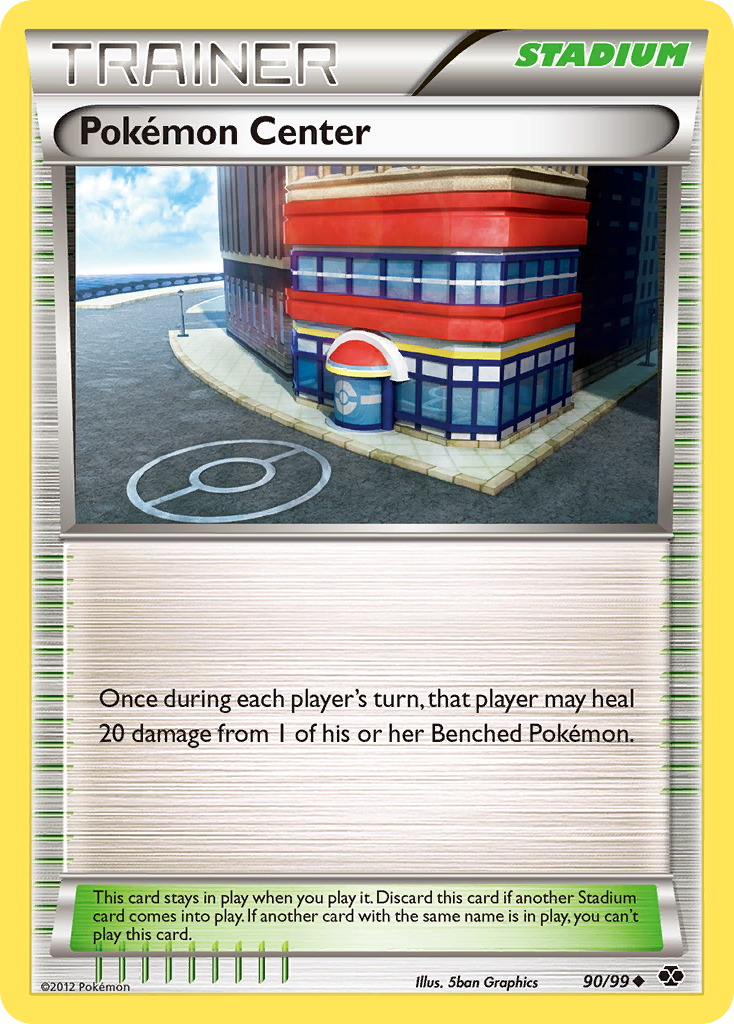 TRAINER
STADIUM
Pokémon Center
Once during each player's turn, that player may heal
20 damage from 1 of his or her Benched Pokémon.
This card stays in play when you play it. Discard this card if another Stadium
card comes into play. If another card with the same name is in play, you can't
play this card.
©2012 Pokémon
Illus. 5ban Graphics
90/99